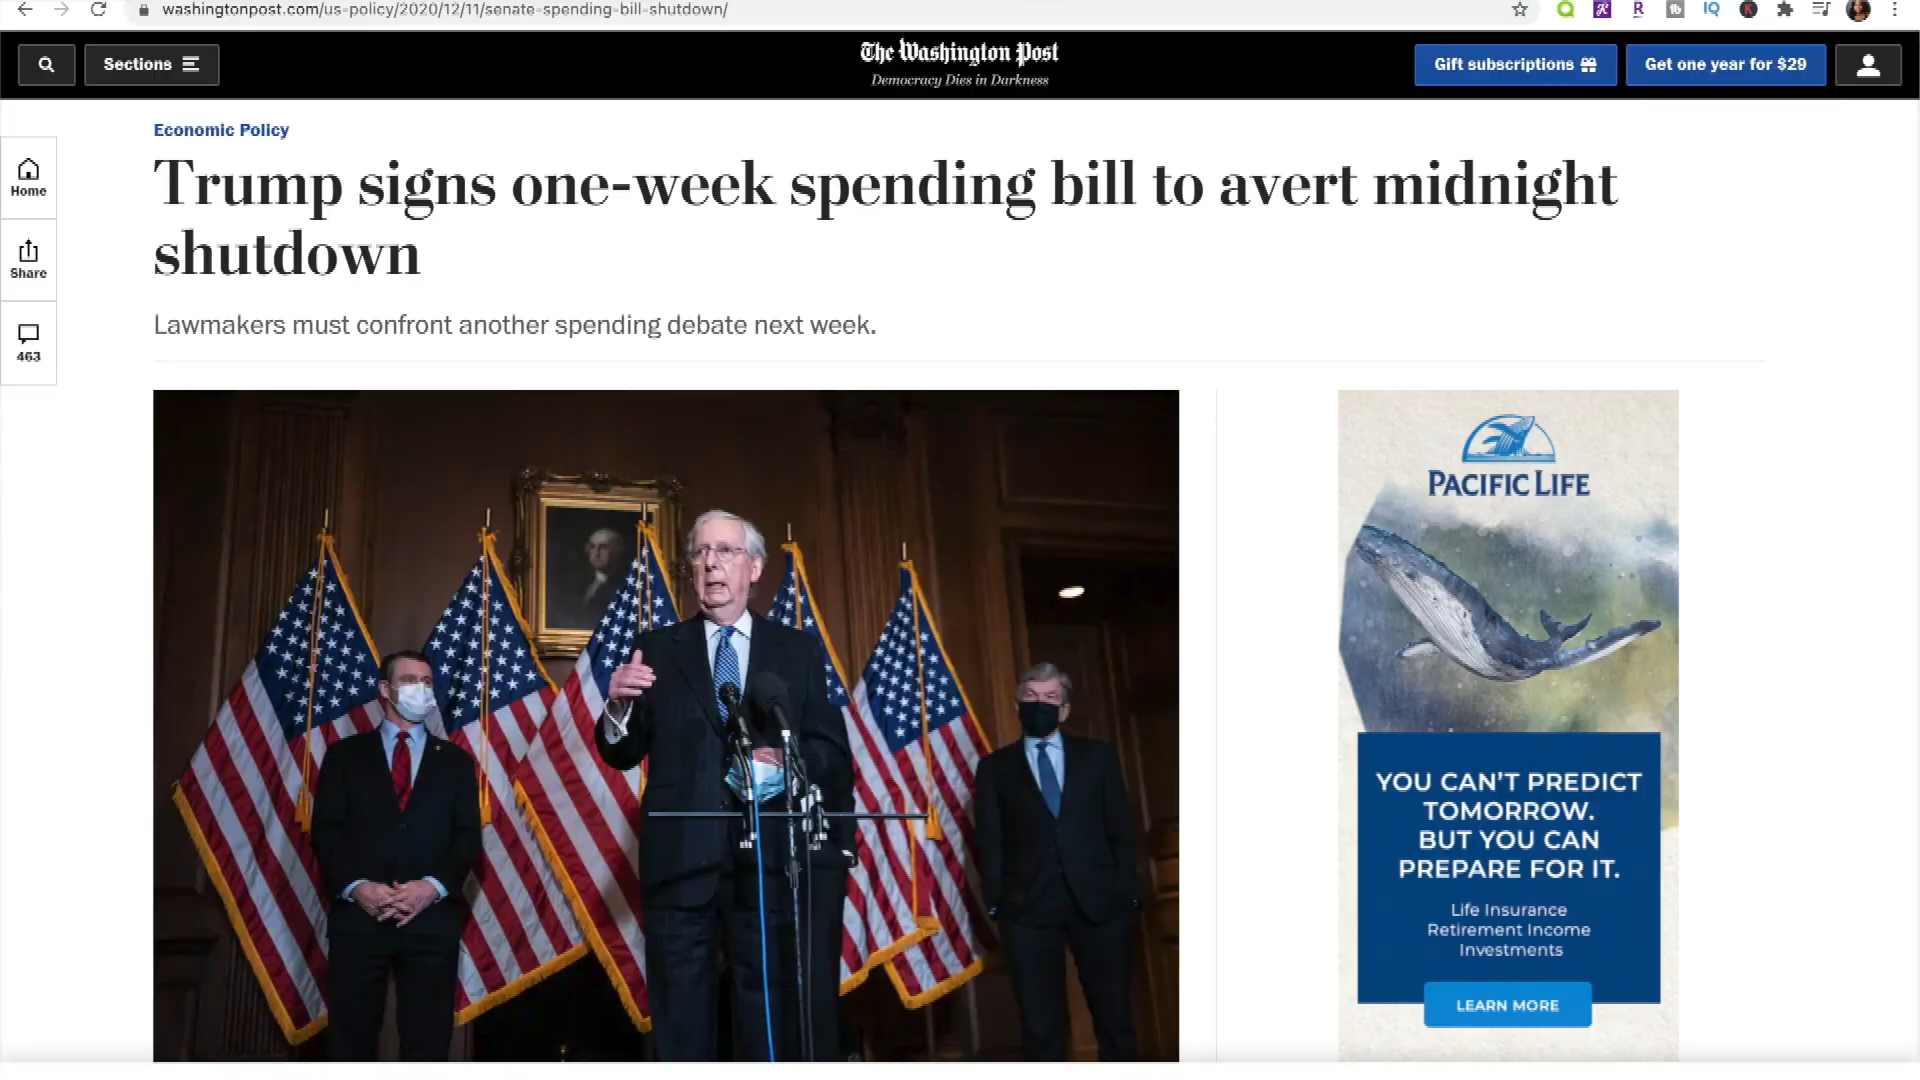 washingtonpost.com/us-policy/2020/12/11/senate-spending-bill-shutdown/
Sections
The Washington Post
Democracy Dies in Darkness
Gift subscriptions
Get one year for $29
Home
Share
463
Economic Policy
Trump signs one-week spending bill to avert midnight
shutdown
Lawmakers must confront another spending debate next week.
PACIFIC LIFE
YOU CAN'T PREDICT
TOMORROW.
BUT YOU CAN
PREPARE FOR IT.
Life Insurance
Retirement Income
Investments
LEARN MORE